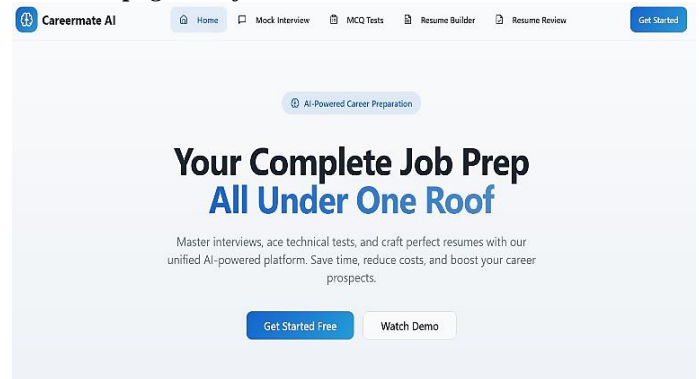 Careermate AI
Home
Mock Interview
MCQ Tests
Resume Builder
Resume Review
Get Started
AI-Powered Career Preparation
Your Complete Job Prep
All Under One Roof
Master interviews, ace technical tests, and craft perfect resumes with our
unified AI-powered platform. Save time, reduce costs, and boost your career
prospects.
Get Started Free
Watch Demo